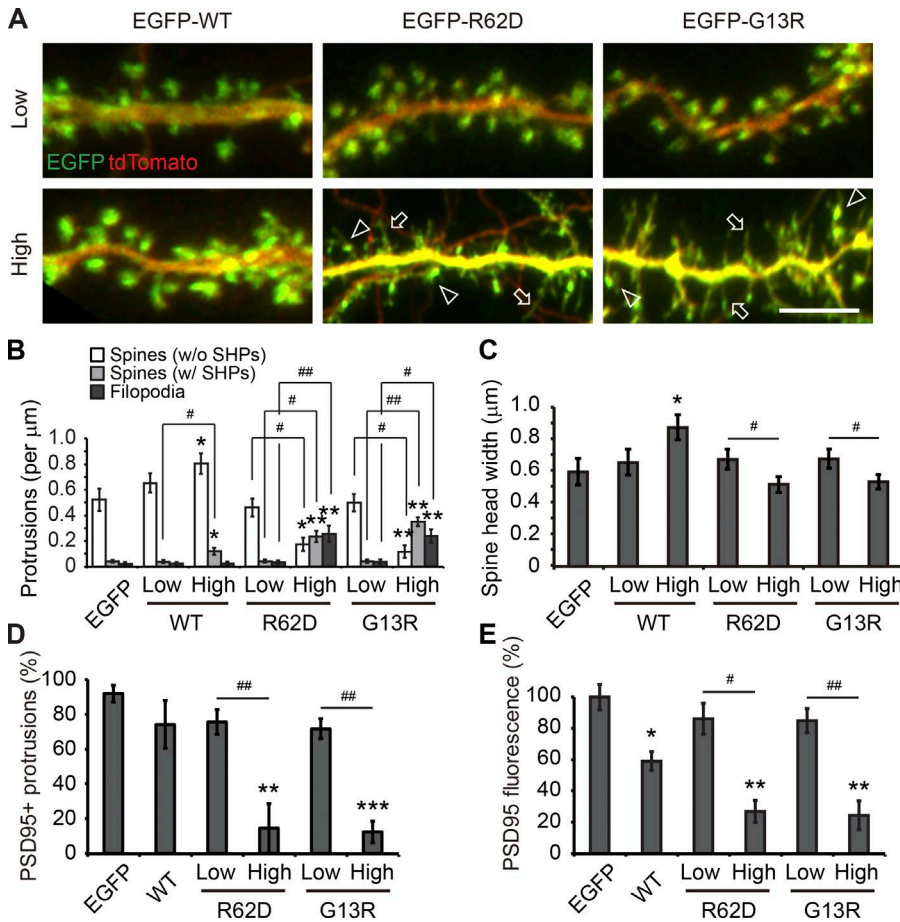 A
EGFP-WT
EGFP-R62D
EGFP-G13R
Low
EGFP tdTomato
High
B
Spines (w/o SHPs)
Spines (w/ SHPs)
Filopodia
##
#
#
#
#
##
#
Protrusions (per μm)
1.0
0.8
0.6
0.4
0.2
0
*
*
*
**
**
**
**
**
EGFP
Low High
Low High
Low High
WT
R62D
G13R
C
Spine head width (μm)
1.0
0.8
0.6
0.4
0.2
0
*
#
#
EGFP
Low High
Low High
Low High
WT
R62D
G13R
D
PSD95+ protrusions (%)
100
80
60
40
20
0
##
##
**
***
EGFP
WT
Low High
Low High
R62D
G13R
E
PSD95 fluorescence (%)
100
80
60
40
20
0
*
#
##
**
**
EGFP
WT
Low High
Low High
R62D
G13R